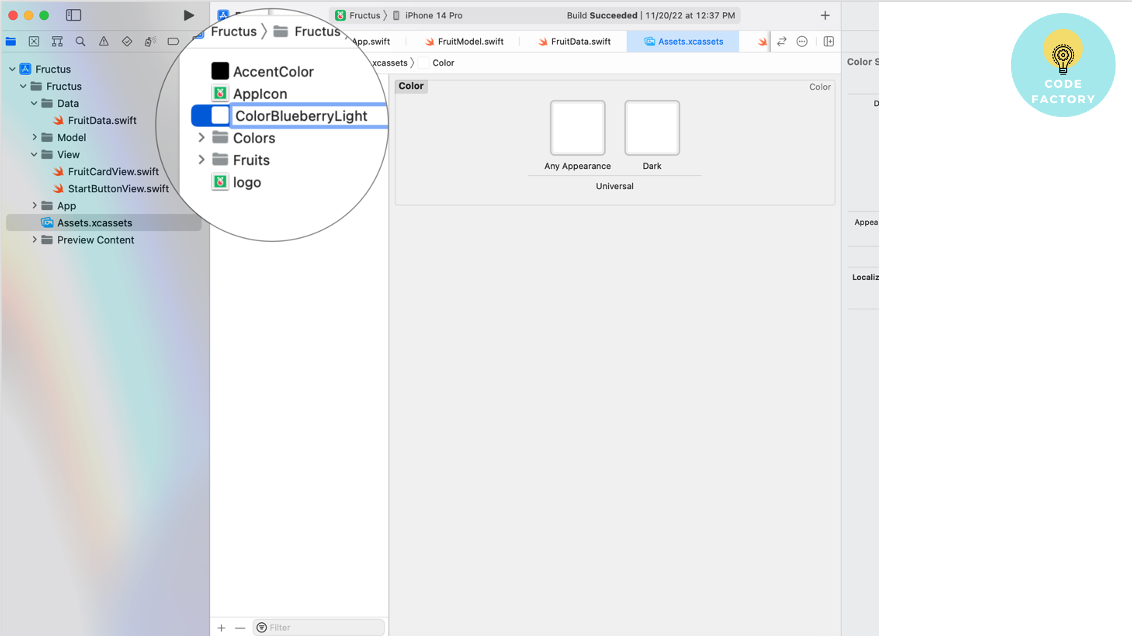 Fructus
iPhone 14 Pro
Build Succeeded | 11/20/22 at 12:37 PM
Fructus
Fructus
App.swift
FruitModel.swift
FruitData.swift
Assets.xcassets
xcassets
Color
Color S
Fructus
Fructus
Data
FruitData.swift
Model
View
FruitCardView.swift
StartButtonView.swift
App
Assets.xcassets
Preview Content
AccentColor
AppIcon
ColorBlueberryLight
Colors
Fruits
logo
Color
Color
Any Appearance
Dark
Universal
D
Appea
Localiz
Filter
CODE
FACTORY